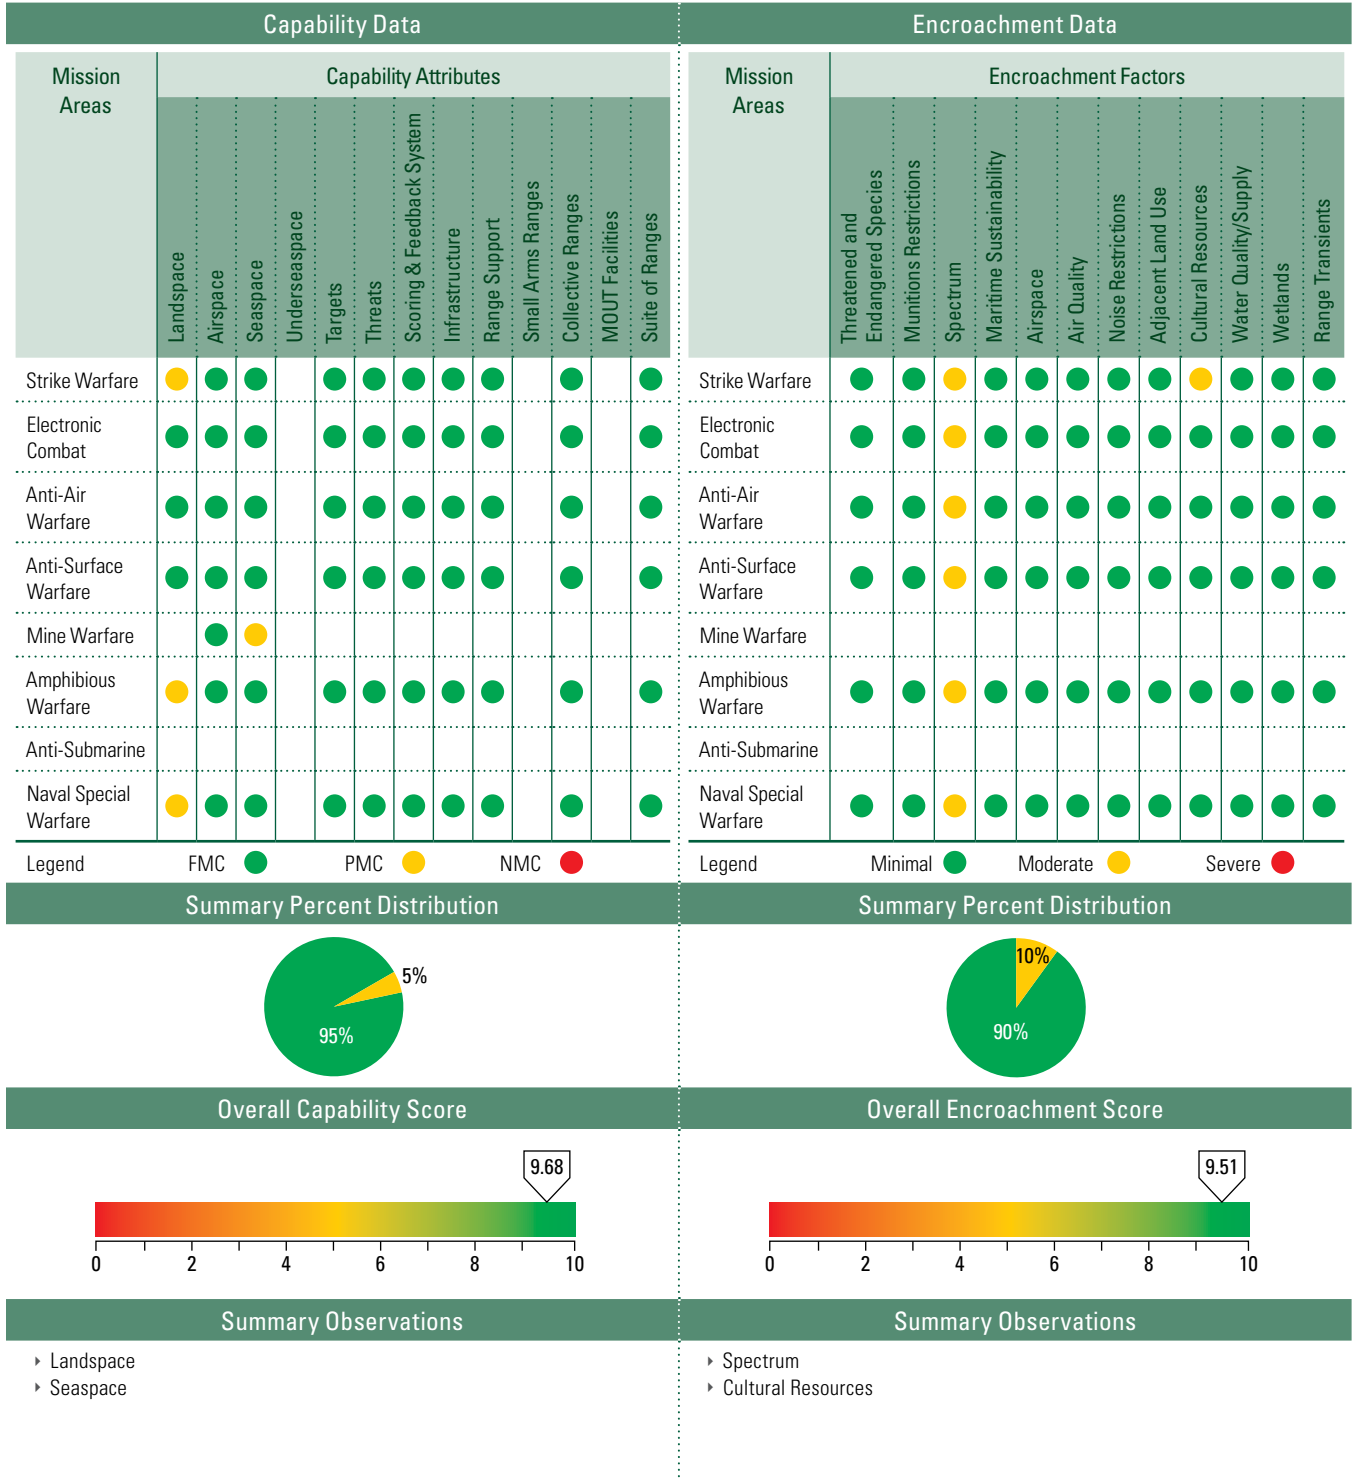 Capability Data
Mission
Areas
Capability Attributes
Landspace
Airspace
Seaspace
Underseaspace
Targets
Threats
Scoring & Feedback System
Infrastructure
Range Support
Small Arms Ranges
Collective Ranges
MOUT Facilities
Suite of Ranges
Strike Warfare
Electronic
Combat
Anti-Air
Warfare
Anti-Surface
Warfare
Mine Warfare
Amphibious
Warfare
Anti-Submarine
Naval Special
Warfare
Legend FMC PMC NMC
Summary Percent Distribution
5%
95%
Overall Capability Score
9.68
0 2 4 6 8 10
Summary Observations
Landspace
Seaspace
Encroachment Data
Mission
Areas
Encroachment Factors
Threatened and
Endangered Species
Munitions Restrictions
Spectrum
Maritime Sustainability
Airspace
Air Quality
Noise Restrictions
Adjacent Land Use
Cultural Resources
Water Quality/Supply
Wetlands
Range Transients
Strike Warfare
Electronic
Combat
Anti-Air
Warfare
Anti-Surface
Warfare
Mine Warfare
Amphibious
Warfare
Anti-Submarine
Naval Special
Warfare
Legend Minimal Moderate Severe
Summary Percent Distribution
10%
90%
Overall Encroachment Score
9.51
0 2 4 6 8 10
Summary Observations
Spectrum
Cultural Resources